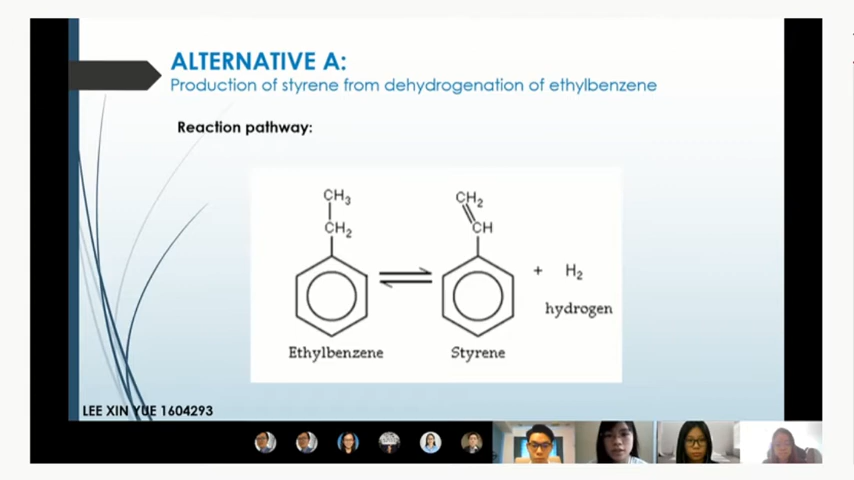 ALTERNATIVE A:
Production of styrene from dehydrogenation of ethylbenzene
Reaction pathway:
CH₃
CH₂
CH₂
CH
+ H₂
hydrogen
Ethylbenzene
Styrene
LEE XIN YUE 1604293